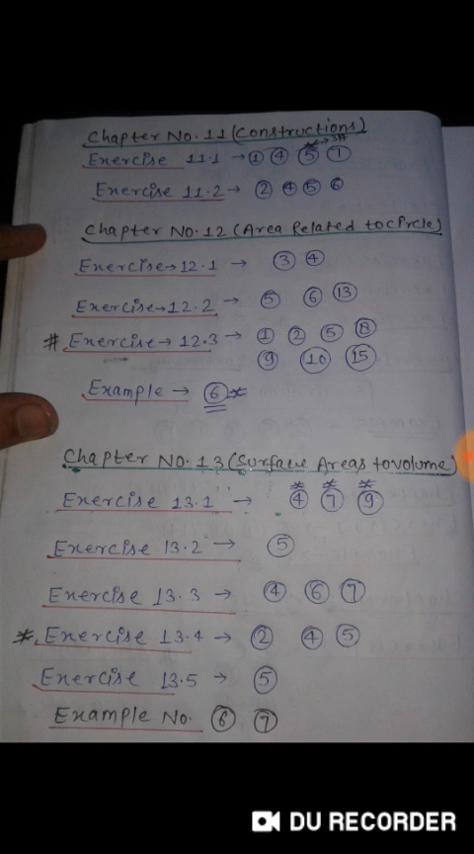 Chapter No.11 (Constructions)
Exercise 11.1 → 1 4 5 7
Exercise 11.2 → 2 4 5 6
Chapter No.12 (Area Related to circle)
Exercise → 12.1 → 3 4
Exercise → 12.2 → 5 6 13
# Exercise → 12.3 → 1 2 5 8
9 10 15
Example → 6 *
Chapter No.13 (Surface Areas to volume)
* * *
Exercise 13.1 → 4 7 9
Exercise 13.2 → 5
Exercise 13.3 → 4 6 7
* Exercise 13.4 → 2 4 5
Exercise 13.5 → 5
Example No. 6 7
DU RECORDER